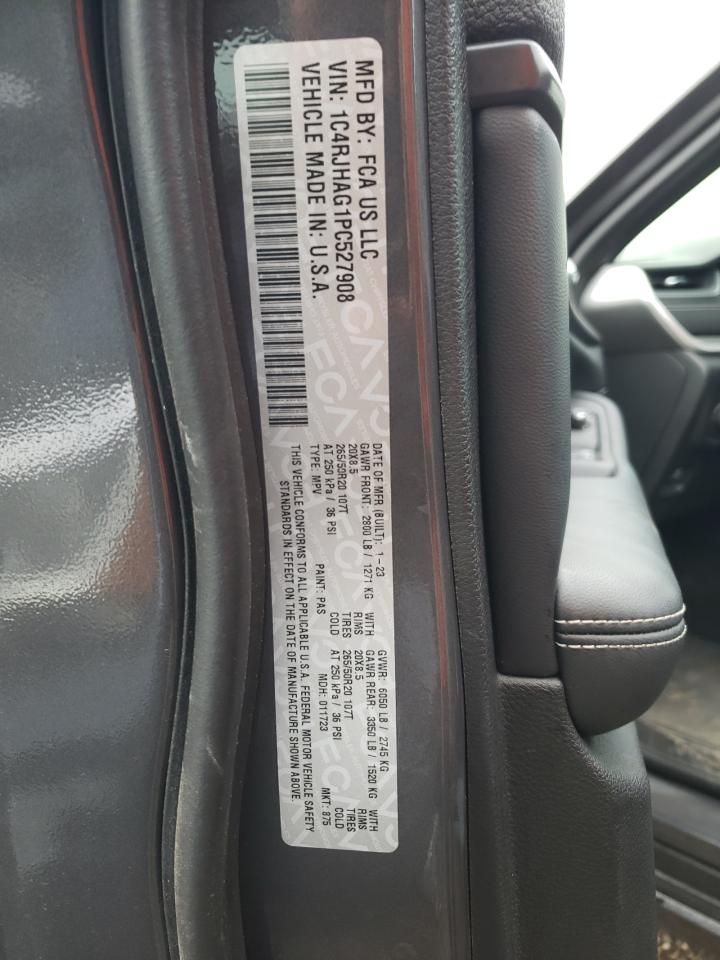 MFD BY: FCA US LLC
VIN: 1C4RJHAG1PC527908
VEHICLE MADE IN: U.S.A.
DATE OF MFR (BUILT): 1-23 GVWR: 6050 LB / 2745 KG
GAWR FRONT: 2800 LB / 1271 KG WITH GAWR REAR: 3350 LB / 1520 KG WITH
20X8.5 RIMS 20X8.5 RIMS
265/50R20 107T TIRES 265/50R20 107T TIRES
AT 250 kPa / 36 PSI COLD AT 250 kPa / 36 PSI COLD
TYPE: MPV PAINT: PAS MDH: 011723 MKT: 875
THIS VEHICLE CONFORMS TO ALL APPLICABLE U.S.A. FEDERAL MOTOR VEHICLE SAFETY
STANDARDS IN EFFECT ON THE DATE OF MANUFACTURE SHOWN ABOVE.